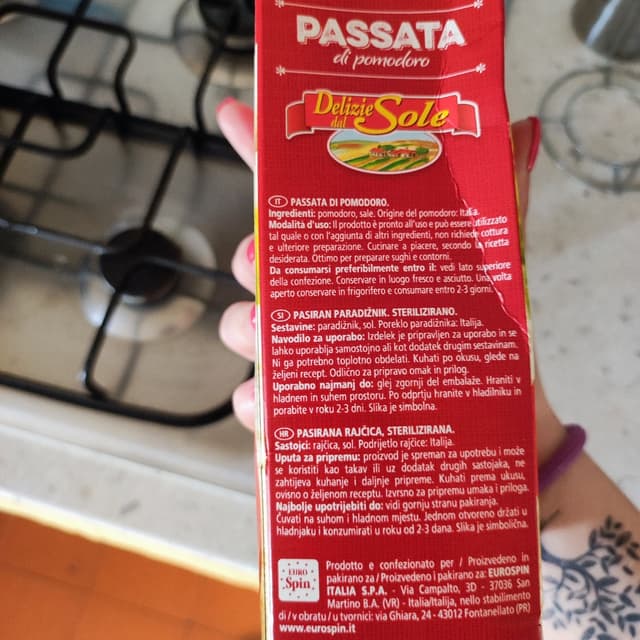 PASSATA
di pomodoro
Delizie
dal Sole
IT PASSATA DI POMODORO.
Ingredienti: pomodoro, sale. Origine del pomodoro: Italia.
Modalità d'uso: Il prodotto è pronto all'uso e può essere utilizzato
tal quale o con l'aggiunta di altri ingredienti, non richiede cottura
e ulteriore preparazione. Cucinare a piacere, secondo la ricetta
desiderata. Ottimo per preparare sughi e contorni.
Da consumarsi preferibilmente entro il: vedi lato superiore
della confezione. Conservare in luogo fresco e asciutto. Una volta
aperto conservare in frigorifero e consumare entro 2-3 giorni.
SI PASIRAN PARADIŽNIK. STERILIZIRANO.
Sestavine: paradižnik, sol. Poreklo paradižnika: Italija.
Navodilo za uporabo: Izdelek je pripravljen za uporabo in se
lahko uporablja samostojno ali kot dodatek drugim sestavinam.
Ni ga potrebno toplotno obdelati. Kuhati po okusu, glede na
željeni recept. Odlično za pripravo omak in prilog.
Uporabno najmanj do: glej zgornji del embalaže. Hraniti v
hladnem in suhem prostoru. Po odprtju hranite v hladilniku in
porabite v roku 2-3 dni. Slika je simbolna.
HR PASIRANA RAJČICA, STERILIZIRANA.
Sastojci: rajčica, sol. Podrijetlo rajčice: Italija.
Uputa za pripremu: proizvod je spreman za upotrebu i može
se koristiti kao takav ili uz dodatak drugih sastojaka, ne
zahtijeva kuhanje i daljnje pripreme. Kuhati prema ukusu,
ovisno o željenom receptu. Izvrsno za pripremu umaka i priloga.
Najbolje upotrijebiti do: vidi gornju stranu pakiranja.
Čuvati na suhom i hladnom mjestu. Jednom otvoreno držati u
hladnjaku i konzumirati u roku od 2-3 dana. Slika je simbolična.
EURO
Spin
Prodotto e confezionato per / Proizvedeno in
pakirano za / Proizvedeno i pakirano za: EUROSPIN
ITALIA S.P.A. - Via Campalto, 3D - 37036 San
Martino B.A. (VR) - Italia/Italija, nello stabilimento
di / v obratu / u tvornici: via Ghiara, 24 - 43012 Fontanellato (PR)
www.eurospin.it